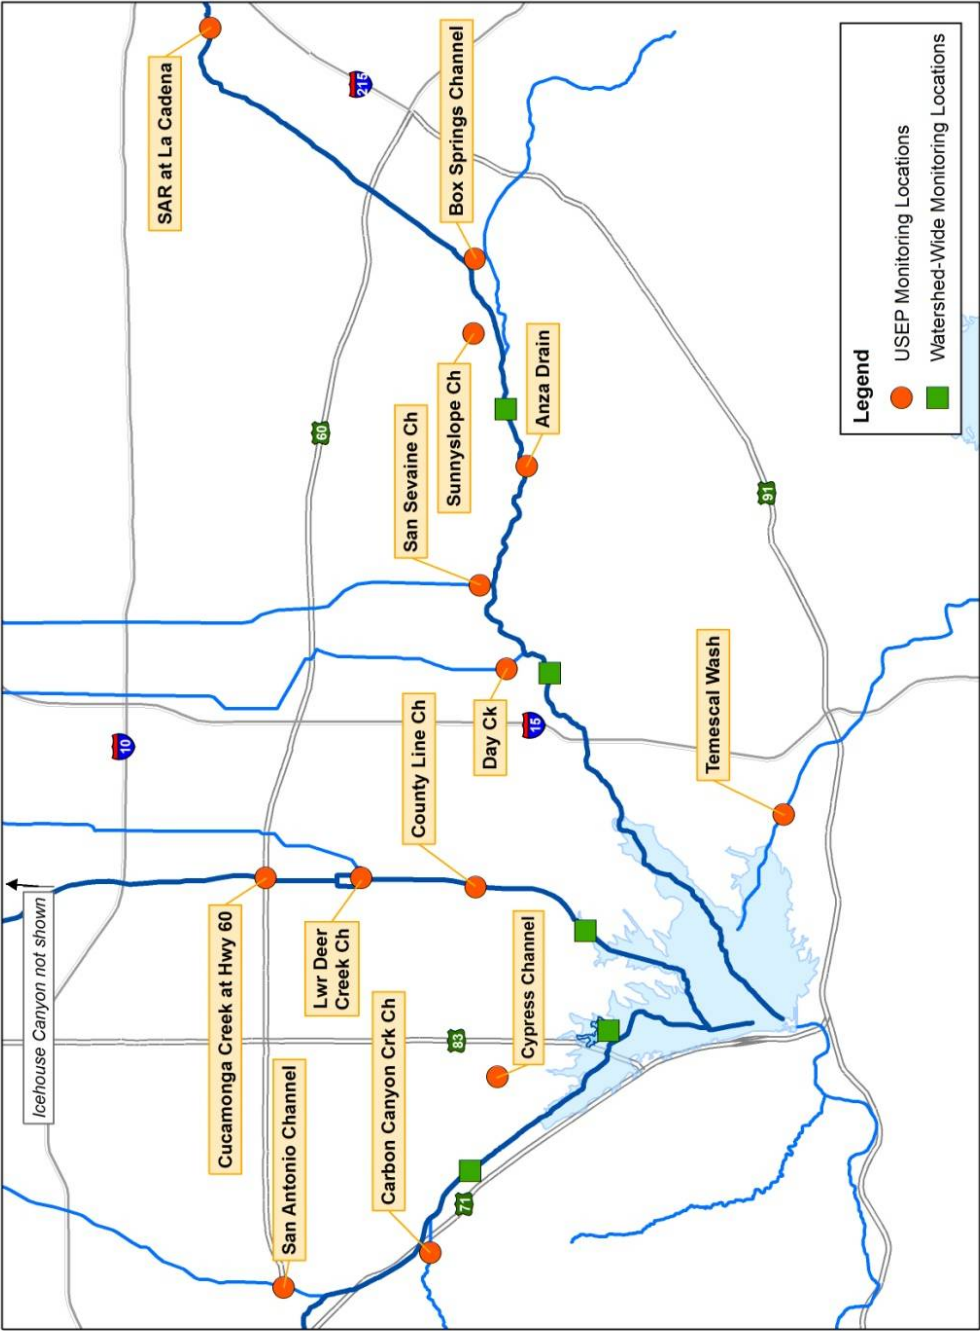 Icehouse Canyon not shown
San Antonio Channel
Cucamonga Creek at Hwy 60
Lwr Deer
Creek Ch
Carbon Canyon Crk Ch
County Line Ch
Cypress Channel
Day Ck
San Sevaine Ch
Sunnyslope Ch
Anza Drain
Box Springs Channel
SAR at La Cadena
Temescal Wash
10
60
83
71
15
91
215
Legend
USEP Monitoring Locations
Watershed-Wide Monitoring Locations